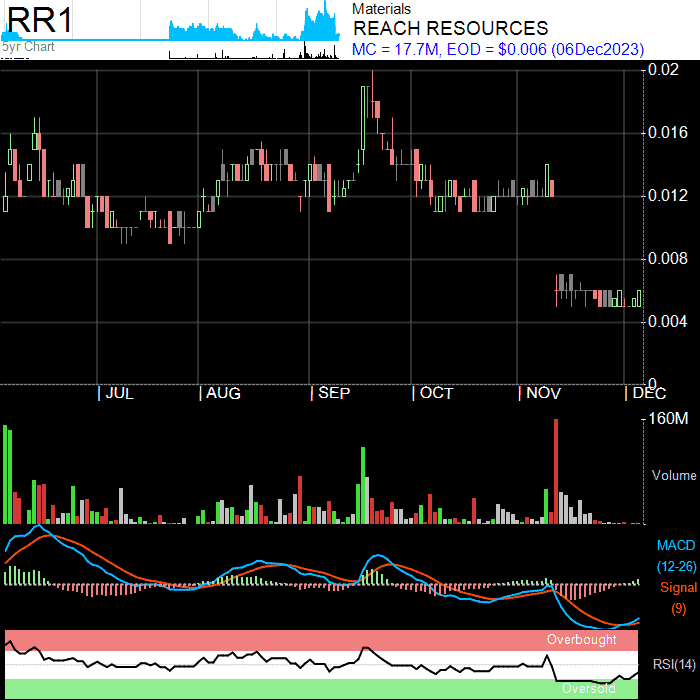 RR1
5yr Chart
Materials
REACH RESOURCES
MC = 17.7M, EOD = $0.006 (06Dec2023)
0.02
0.016
0.012
0.008
0.004
0
JUL AUG SEP OCT NOV DEC
160M
Volume
MACD
(12-26)
Signal
(9)
Overbought
RSI(14)
Oversold